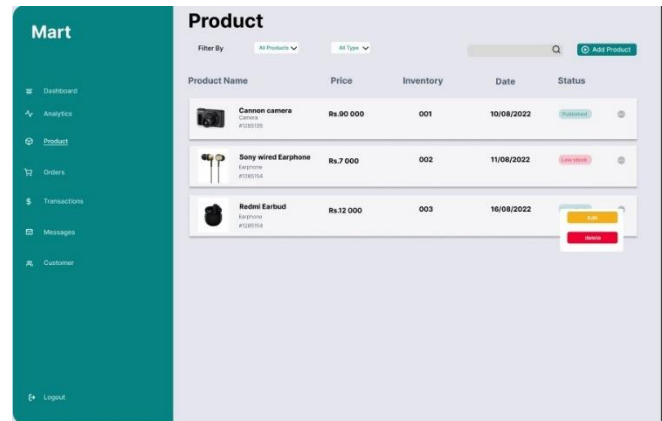 Mart
Dashboard
Analytics
Product
Orders
Transactions
Messages
Customer
Logout
Product
Filter By All Products All Type Add Product
Product Name Price Inventory Date Status
Cannon camera Rs.90 000 001 10/08/2022 Published
Camera
#1285195
Sony wired Earphone Rs.7 000 002 11/08/2022 Low stock
Earphone
Redmi Earbud Rs.12 000 003 16/08/2022
Earphone
edit
delete